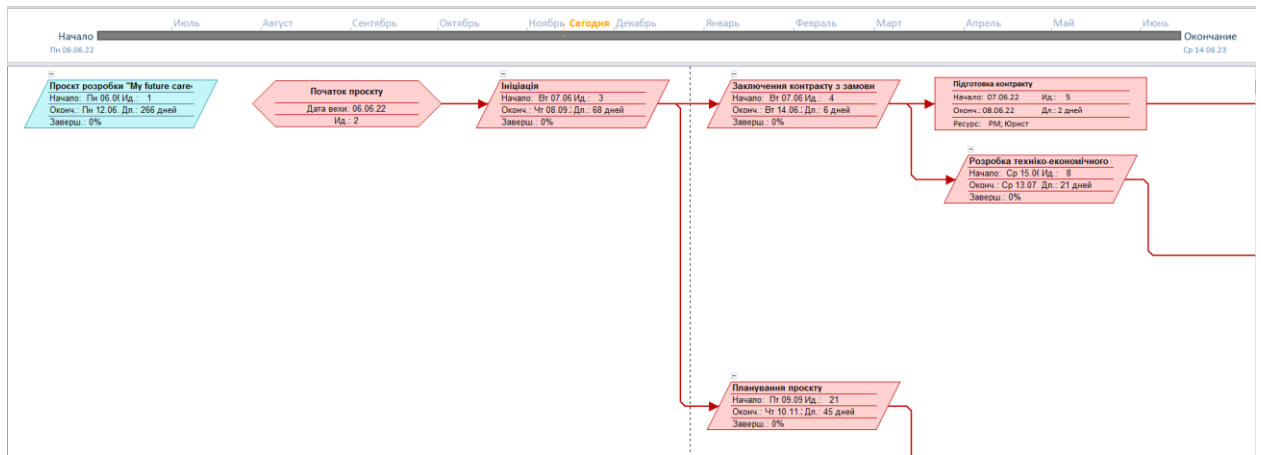 Июль Август Сентябрь Октябрь Ноябрь Сегодня Декабрь Январь Февраль Март Апрель Май Июнь
Начало
Пн 06.06.22
Окончание
Ср 14.06.23
Проєкт розробки "My future care
Начало: Пн 06.06 Ид.: 1
Оконч.: Пн 12.06. Дл.: 266 дней
Заверш.: 0%
Початок проєкту
Дата вехи: 06.06.22
Ид.: 2
Ініціація
Начало: Вт 07.06 Ид.: 3
Оконч.: Чт 08.09.: Дл.: 68 дней
Заверш.: 0%
Заключення контракту з замовн
Начало: Вт 07.06 Ид.: 4
Оконч.: Вт 14.06.: Дл.: 6 дней
Заверш.: 0%
Підготовка контракту
Начало: 07.06.22 Ид.: 5
Оконч.: 08.06.22 Дл.: 2 дней
Ресурс: PM; Юрист
Розробка техніко-економічного
Начало: Ср 15.06 Ид.: 8
Оконч.: Ср 13.07. Дл.: 21 дней
Заверш.: 0%
Планування проєкту
Начало: Пт 09.09 Ид.: 21
Оконч.: Чт 10.11.: Дл.: 45 дней
Заверш.: 0%